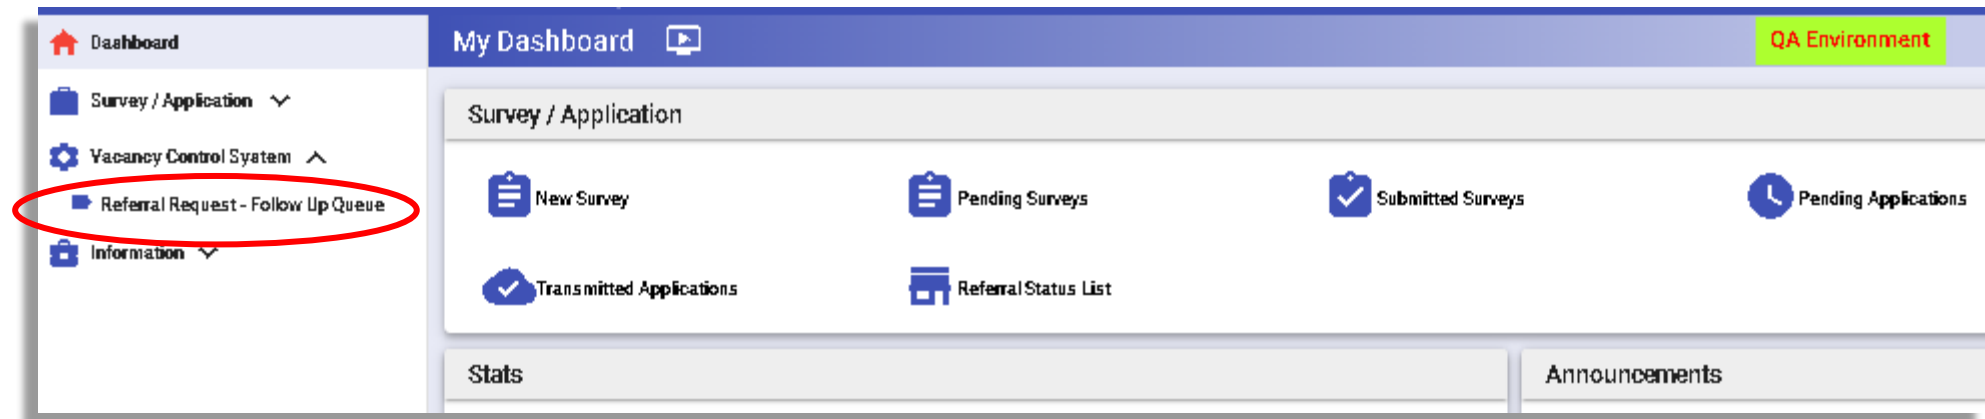 Dashboard
Survey / Application
Vacancy Control System
Referral Request - Follow Up Queue
Information
My Dashboard
QA Environment
Survey / Application
New Survey
Pending Surveys
Submitted Surveys
Pending Applications
Transmitted Applications
Referral Status List
Stats
Announcements